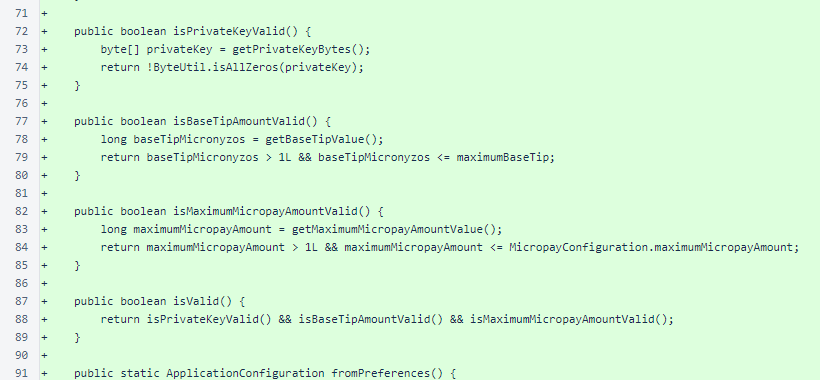 71 +
72 + public boolean isPrivateKeyValid() {
73 + byte[] privateKey = getPrivateKeyBytes();
74 + return !ByteUtil.isAllZeros(privateKey);
75 + }
76 +
77 + public boolean isBaseTipAmountValid() {
78 + long baseTipMicronyzos = getBaseTipValue();
79 + return baseTipMicronyzos > 1L && baseTipMicronyzos <= maximumBaseTip;
80 + }
81 +
82 + public boolean isMaximumMicropayAmountValid() {
83 + long maximumMicropayAmount = getMaximumMicropayAmountValue();
84 + return maximumMicropayAmount > 1L && maximumMicropayAmount <= MicropayConfiguration.maximumMicropayAmount;
85 + }
86 +
87 + public boolean isValid() {
88 + return isPrivateKeyValid() && isBaseTipAmountValid() && isMaximumMicropayAmountValid();
89 + }
90 +
91 + public static ApplicationConfiguration fromPreferences() {